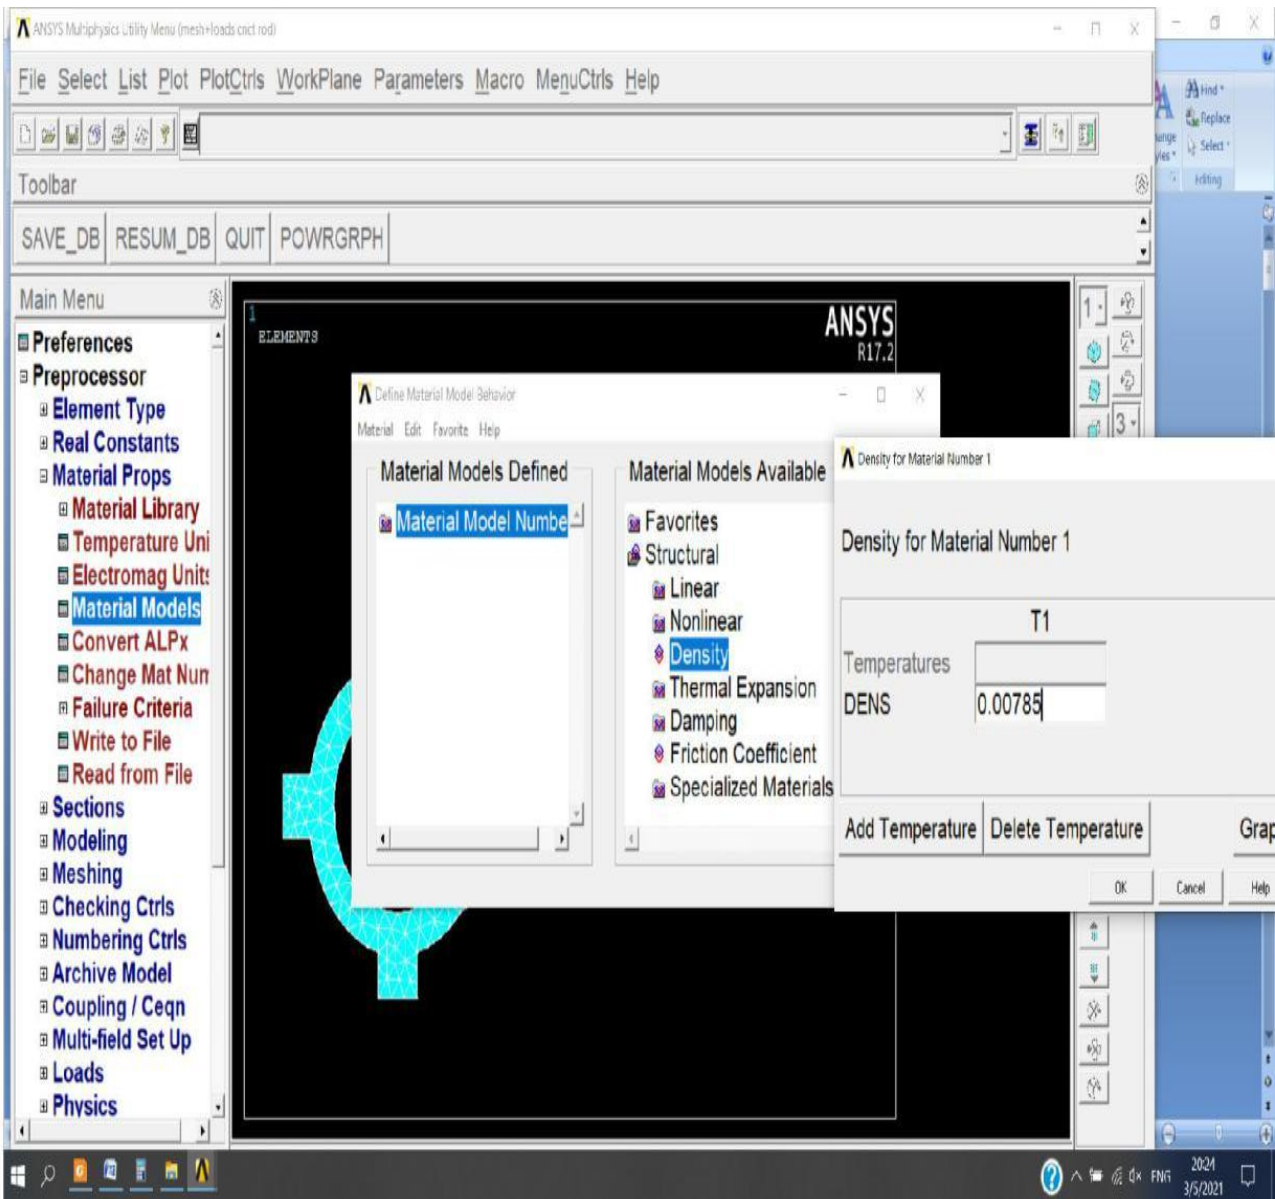 ANSYS Multiphysics Utility Menu (mesh+loads cnct rod)
File Select List Plot PlotCtrls WorkPlane Parameters Macro MenuCtrls Help
Find
Replace
Select
Editing
Toolbar
SAVE_DB RESUM_DB QUIT POWRGRPH
Main Menu
Preferences
Preprocessor
Element Type
Real Constants
Material Props
Material Library
Temperature Uni
Electromag Units
Material Models
Convert ALPx
Change Mat Num
Failure Criteria
Write to File
Read from File
Sections
Modeling
Meshing
Checking Ctrls
Numbering Ctrls
Archive Model
Coupling / Ceqn
Multi-field Set Up
Loads
Physics
1
ELEMENTS
ANSYS
R17.2
1
3
Define Material Model Behavior
Material Edit Favorite Help
Material Models Defined
Material Model Numbe
Material Models Available
Favorites
Structural
Linear
Nonlinear
Density
Thermal Expansion
Damping
Friction Coefficient
Specialized Materials
Density for Material Number 1
Density for Material Number 1
T1
Temperatures
DENS 0.00785
Add Temperature Delete Temperature Grap
OK Cancel Help
20:24
3/5/2021